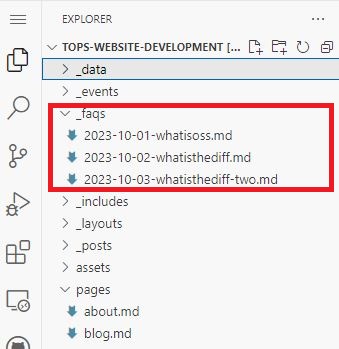 EXPLORER
TOPS-WEBSITE-DEVELOPMENT [...
_data
_events
_faqs
2023-10-01-whatisoss.md
2023-10-02-whatisthediff.md
2023-10-03-whatisthediff-two.md
_includes
_layouts
_posts
assets
pages
about.md
blog.md